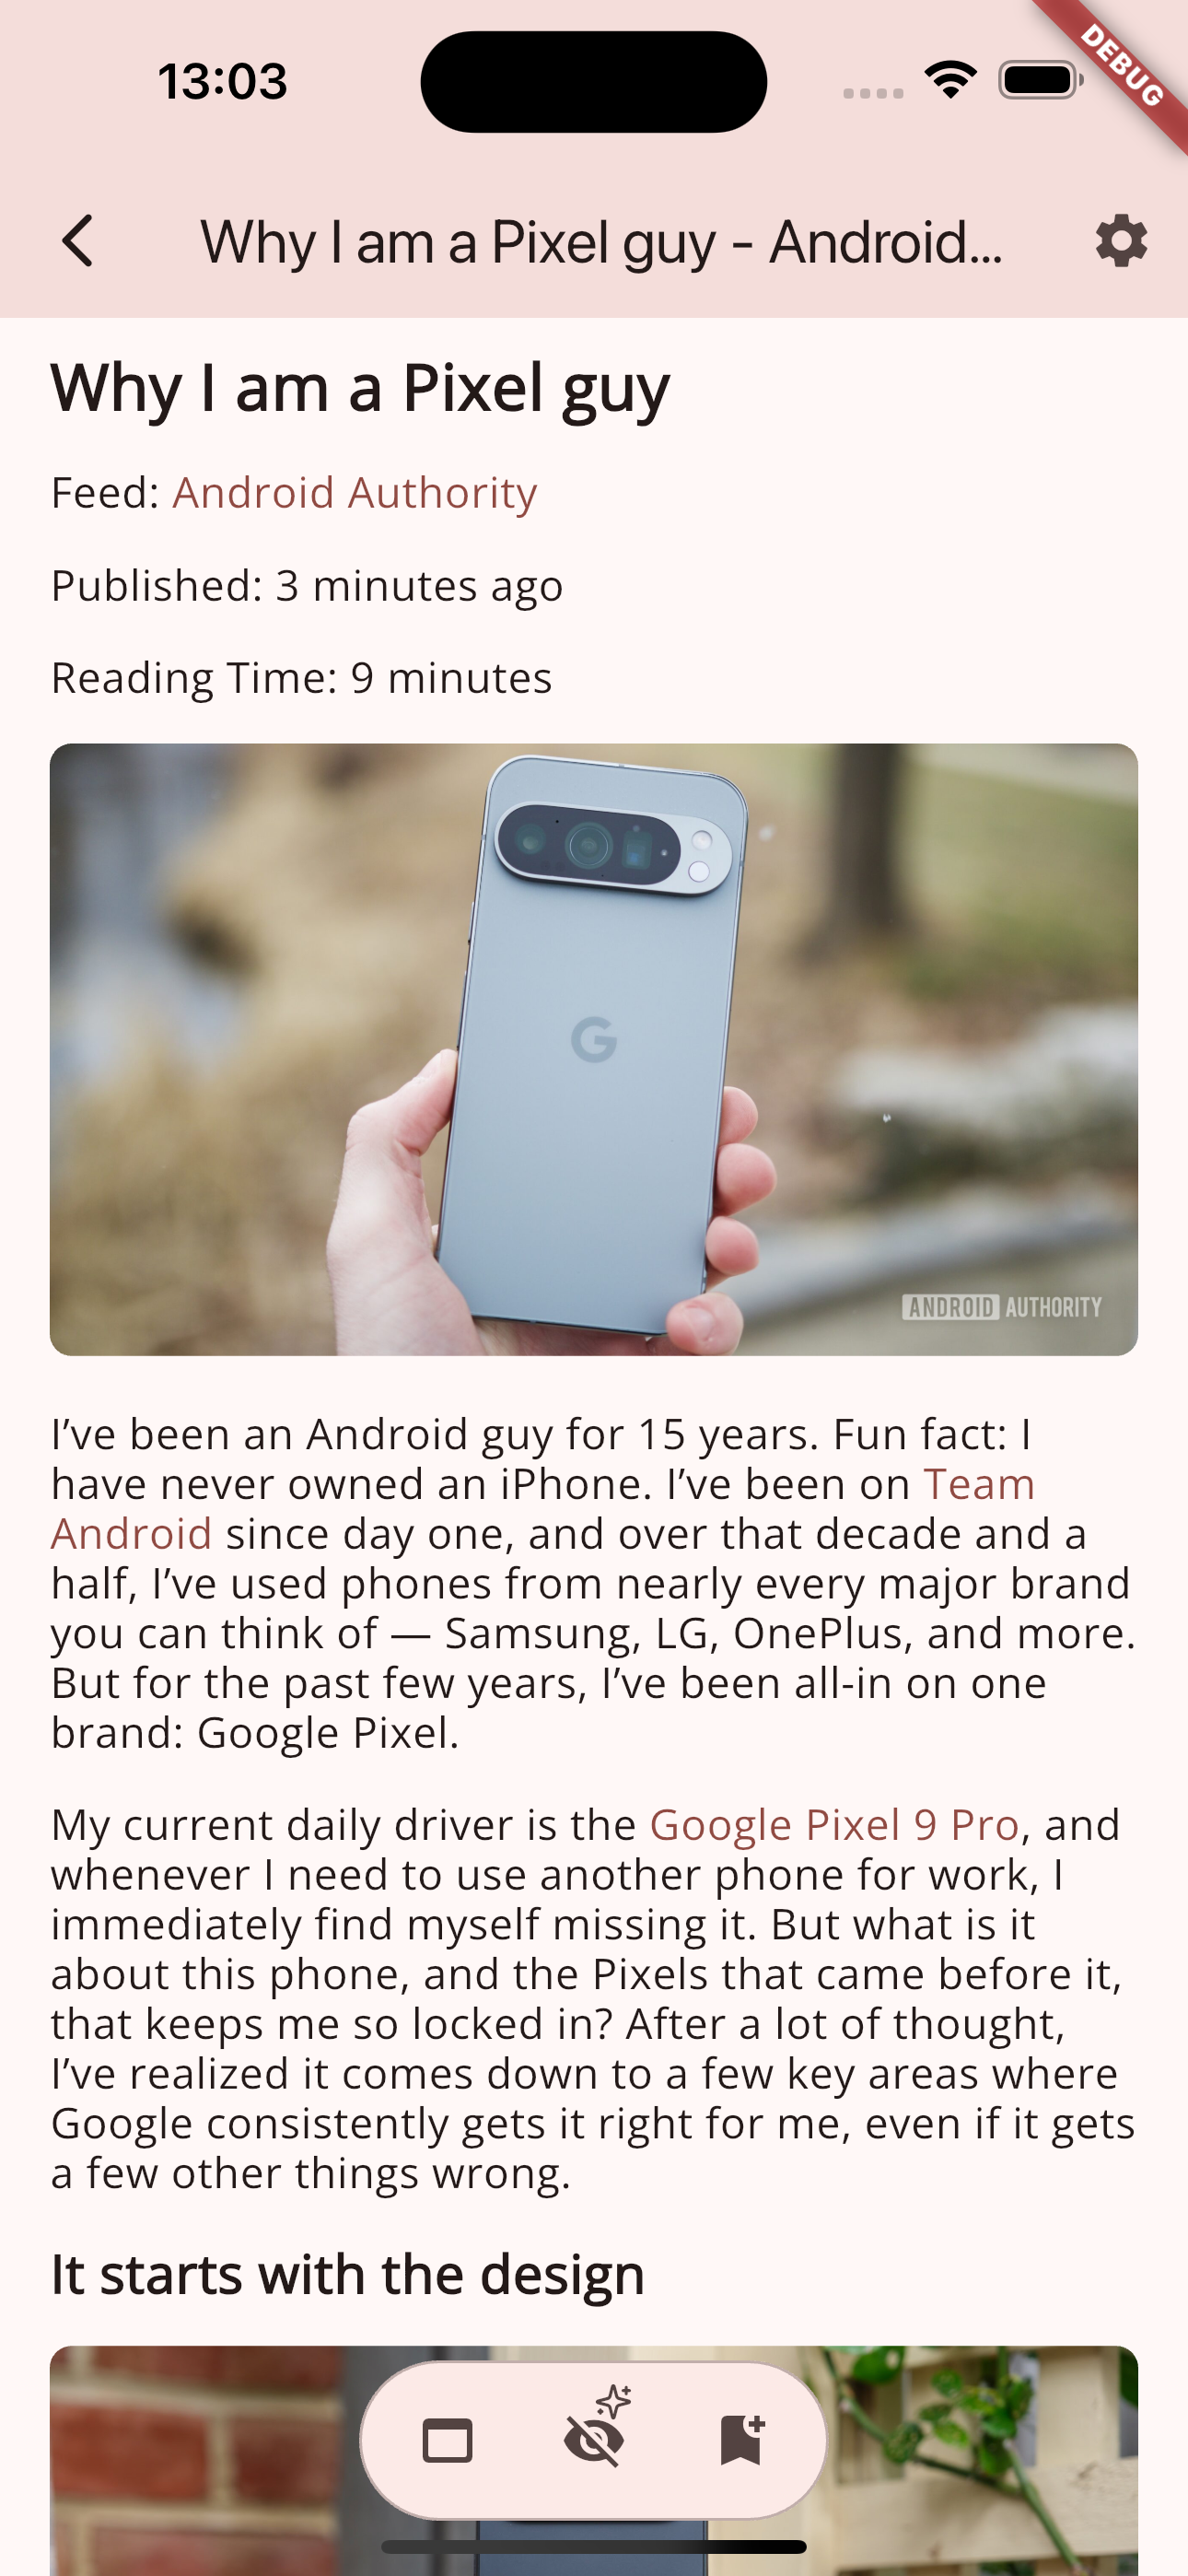 13:03
DEBUG
Why I am a Pixel guy - Android...
Why I am a Pixel guy
Feed: Android Authority
Published: 3 minutes ago
Reading Time: 9 minutes
G
ANDROID AUTHORITY
I’ve been an Android guy for 15 years. Fun fact: I
have never owned an iPhone. I’ve been on Team
Android since day one, and over that decade and a
half, I’ve used phones from nearly every major brand
you can think of — Samsung, LG, OnePlus, and more.
But for the past few years, I’ve been all-in on one
brand: Google Pixel.
My current daily driver is the Google Pixel 9 Pro, and
whenever I need to use another phone for work, I
immediately find myself missing it. But what is it
about this phone, and the Pixels that came before it,
that keeps me so locked in? After a lot of thought,
I’ve realized it comes down to a few key areas where
Google consistently gets it right for me, even if it gets
a few other things wrong.
It starts with the design